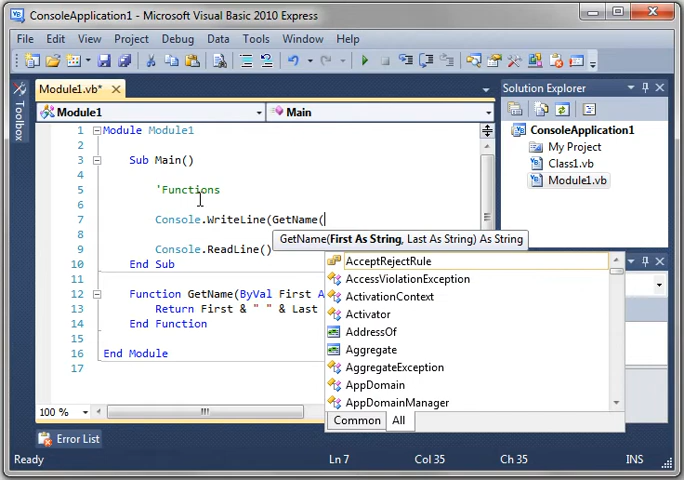 ConsoleApplication1 - Microsoft Visual Basic 2010 Express
File Edit View Project Debug Data Tools Window Help
Module1.vb*
Solution Explorer
Toolbox
Module1 Main
ConsoleApplication1
My Project
Class1.vb
Module1.vb
1 Module Module1
2
3 Sub Main()
4
5 'Functions
6
7 Console.WriteLine(GetName(
GetName(First As String, Last As String) As String
8
9 Console.ReadLine()
10 End Sub
11
12 Function GetName(ByVal First A
13 Return First & " " & Last
14 End Function
15
16 End Module
17
AcceptRejectRule
AccessViolationException
ActivationContext
Activator
AddressOf
Aggregate
AggregateException
AppDomain
AppDomainManager
Common All
100 %
Error List
Ready Ln 7 Col 35 Ch 35 INS